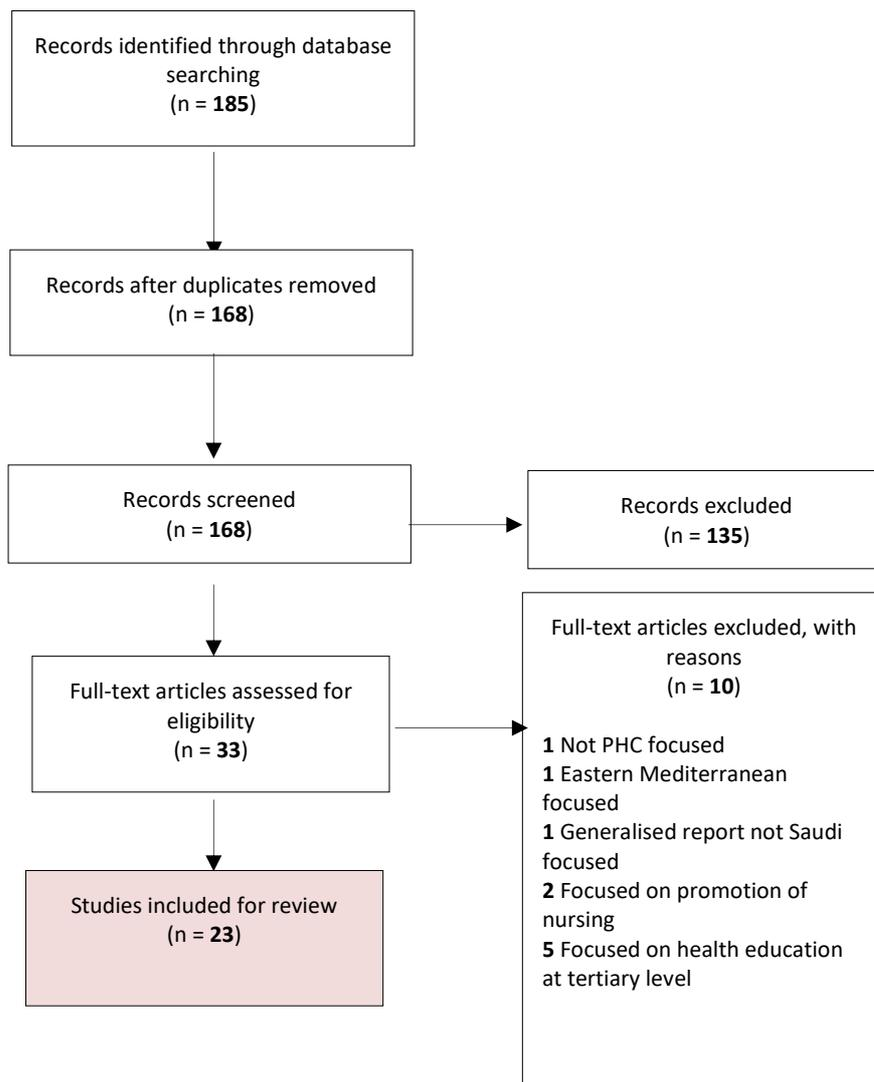 Records identified through database
searching
(n = 185)
Records after duplicates removed
(n = 168)
Records screened
(n = 168)
Records excluded
(n = 135)
Full-text articles assessed for
eligibility
(n = 33)
Full-text articles excluded, with
reasons
(n = 10)
1 Not PHC focused
1 Eastern Mediterranean
focused
1 Generalised report not Saudi
focused
2 Focused on promotion of
nursing
5 Focused on health education
at tertiary level
Studies included for review
(n = 23)